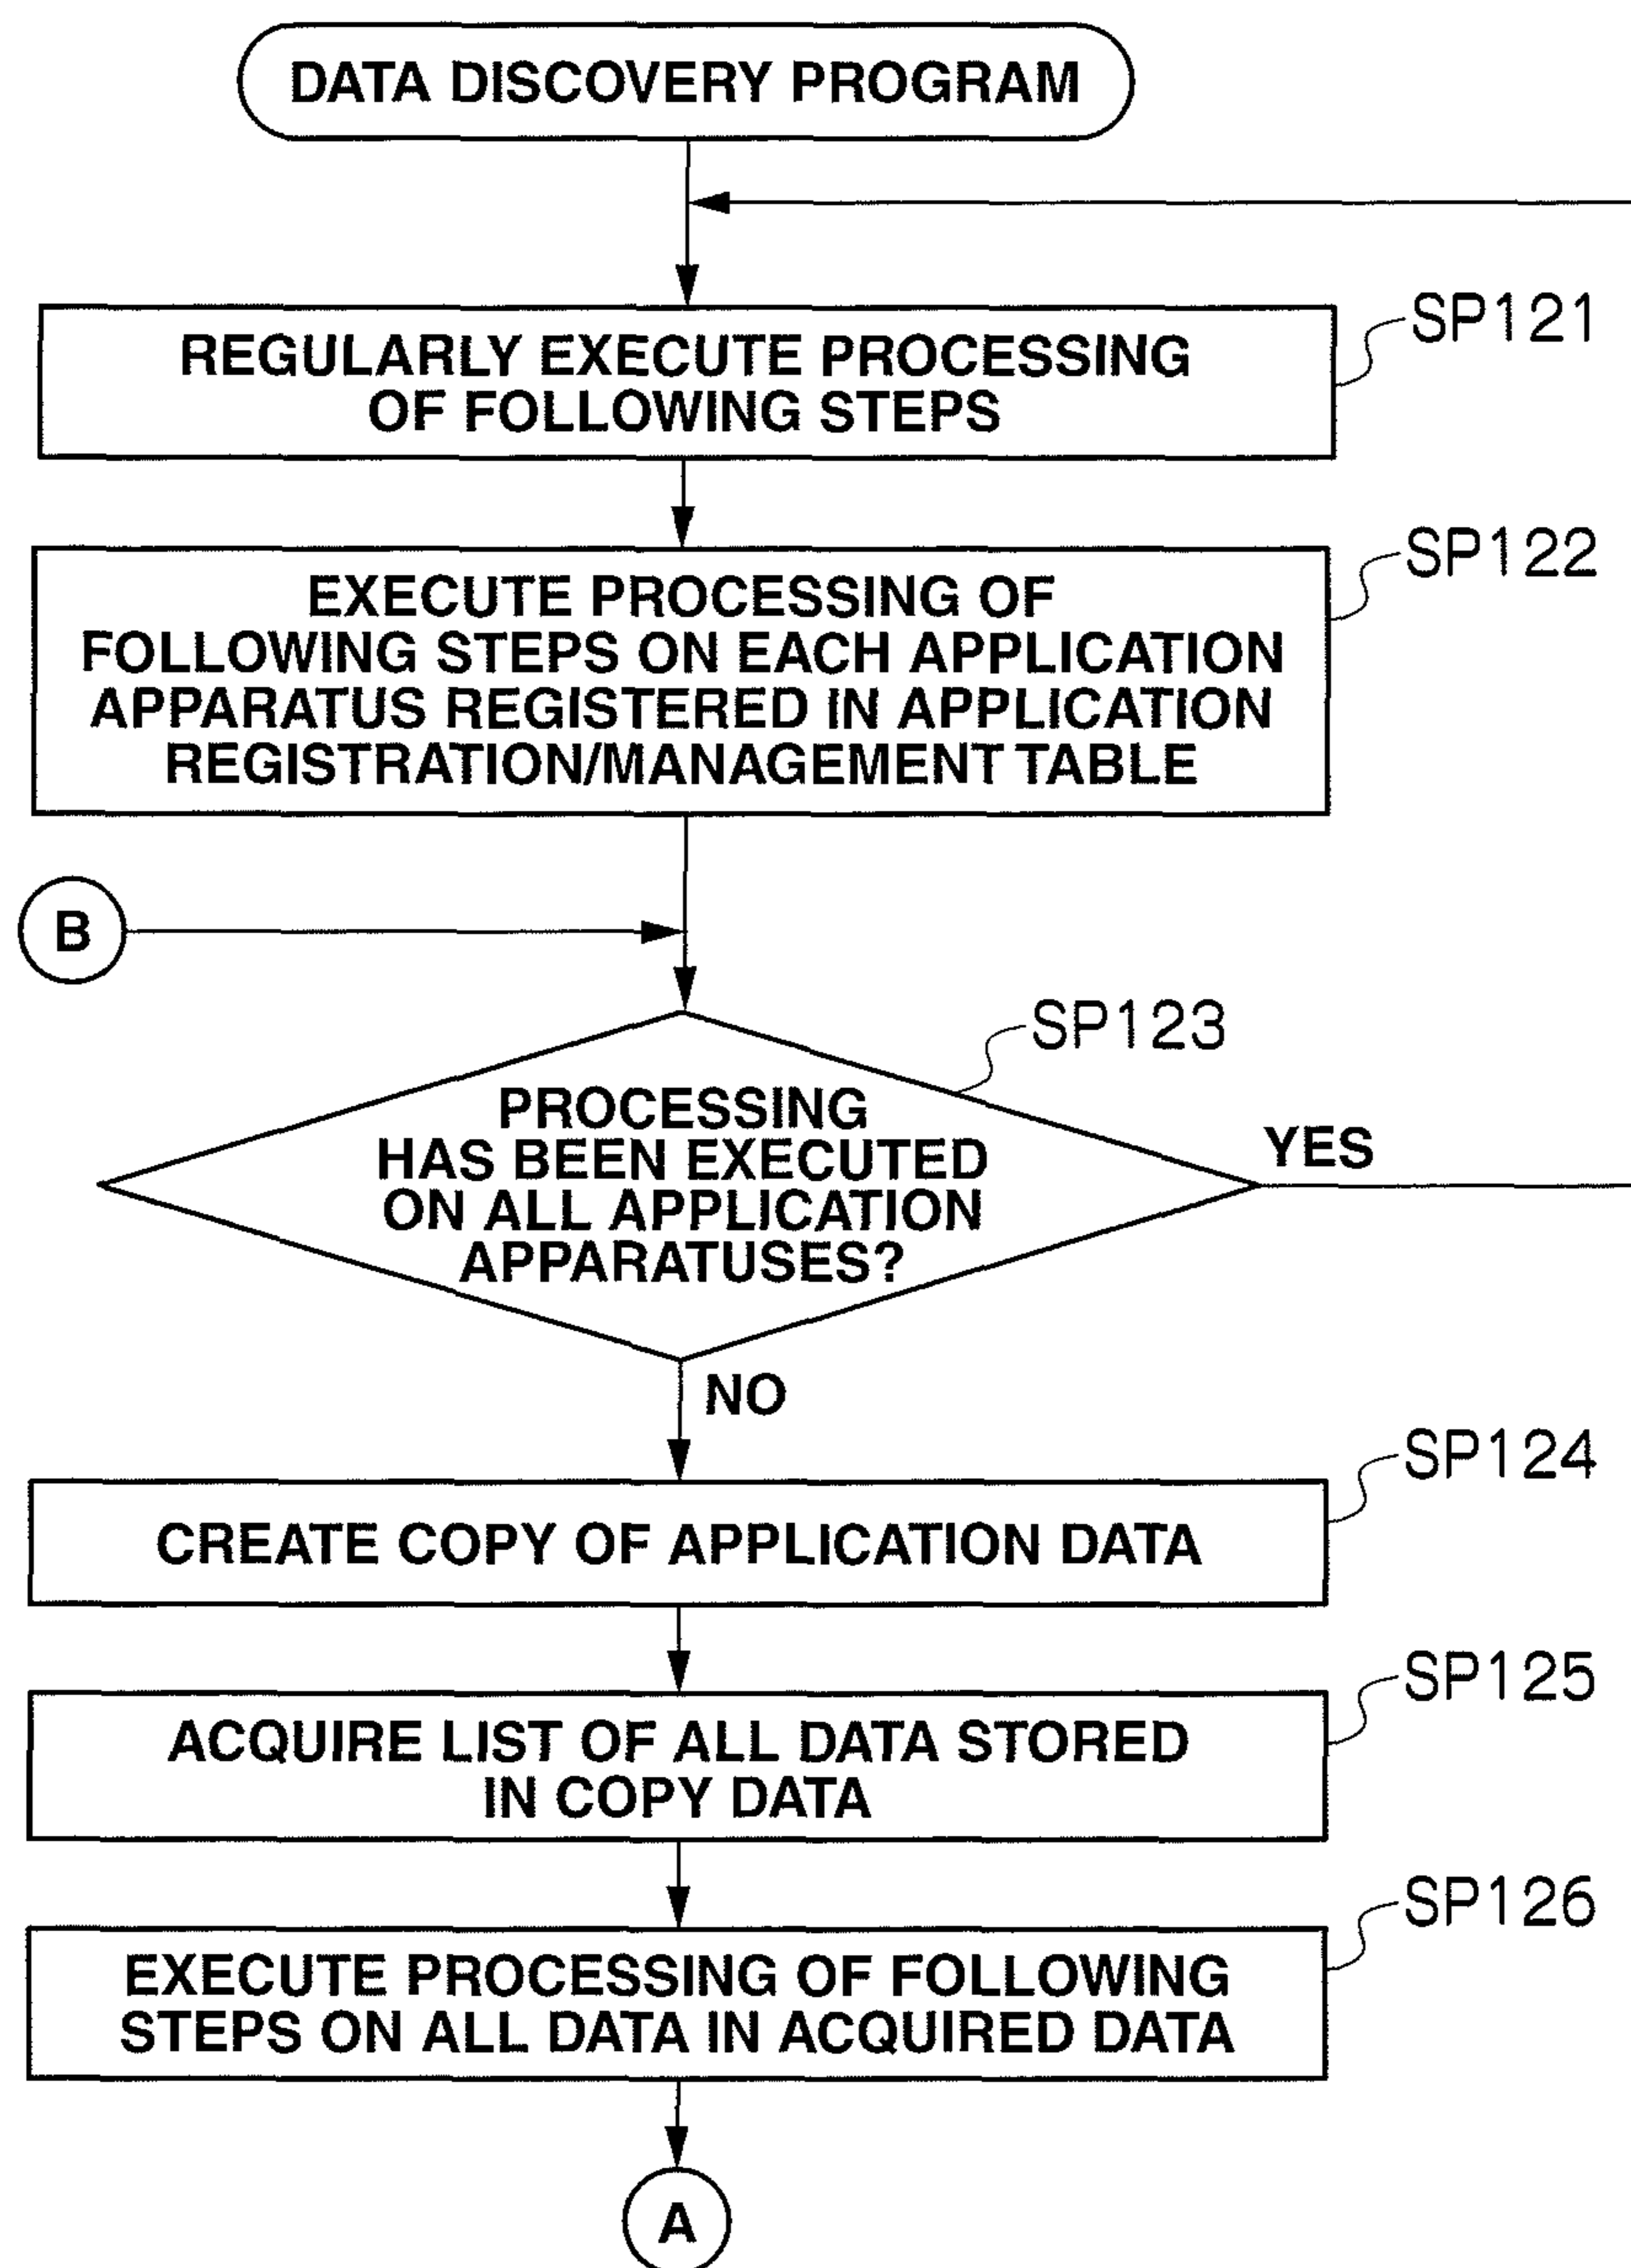 DATA DISCOVERY PROGRAM
SP121
REGULARLY EXECUTE PROCESSING
OF FOLLOWING STEPS
SP122
EXECUTE PROCESSING OF
FOLLOWING STEPS ON EACH APPLICATION
APPARATUS REGISTERED IN APPLICATION
REGISTRATION/MANAGEMENT TABLE
B
SP123
PROCESSING
HAS BEEN EXECUTED
ON ALL APPLICATION
APPARATUSES?
YES
NO
SP124
CREATE COPY OF APPLICATION DATA
SP125
ACQUIRE LIST OF ALL DATA STORED
IN COPY DATA
SP126
EXECUTE PROCESSING OF FOLLOWING
STEPS ON ALL DATA IN ACQUIRED DATA
A